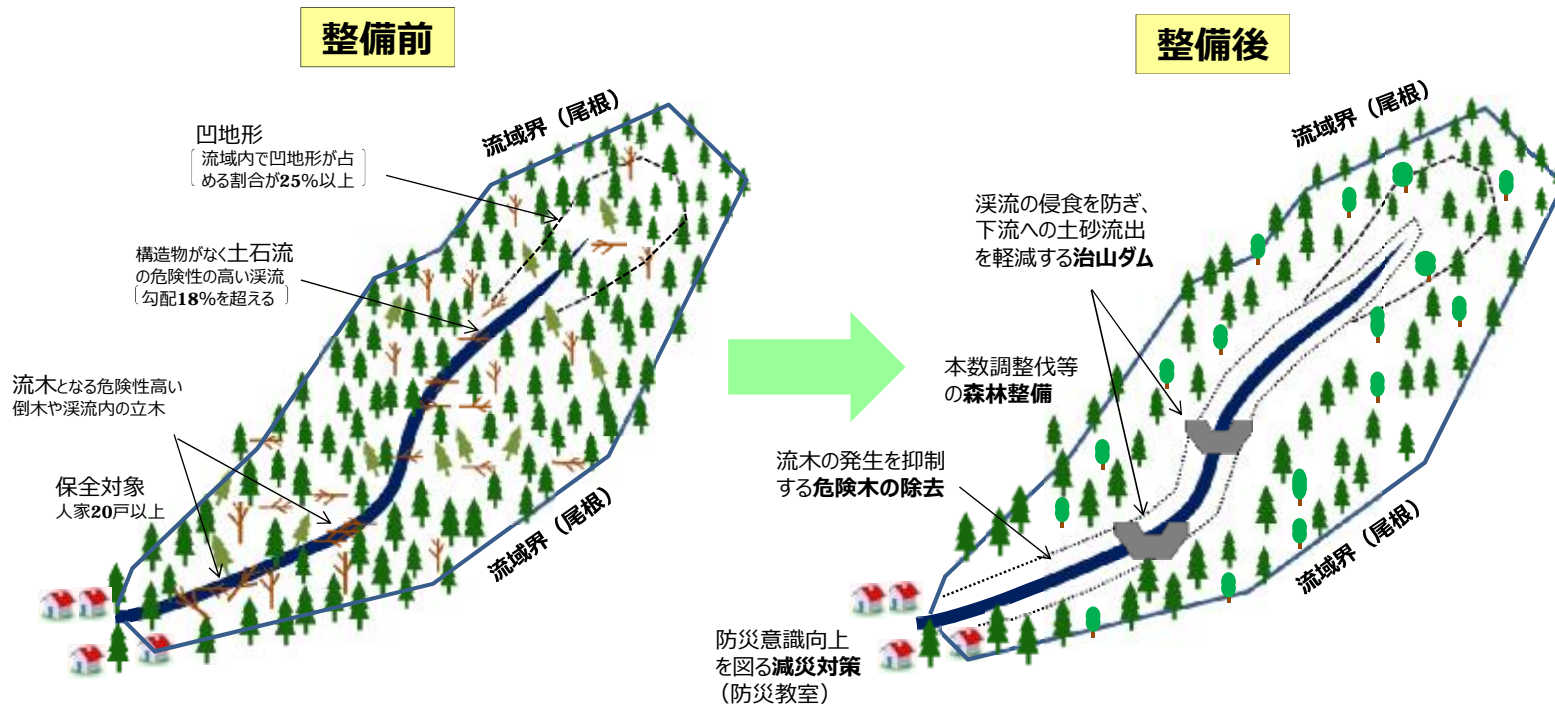 整備前
流域界（尾根）
凹地形
流域内で凹地形が占
める割合が25％以上
構造物がなく土石流
の危険性の高い渓流
勾配18％を超える
流木となる危険性高い
倒木や渓流内の立木
保全対象
人家20戸以上
流域界（尾根）
整備後
流域界（尾根）
渓流の侵食を防ぎ、
下流への土砂流出
を軽減する治山ダム
本数調整伐等
の森林整備
流木の発生を抑制
する危険木の除去
流域界（尾根）
防災意識向上
を図る減災対策
（防災教室）